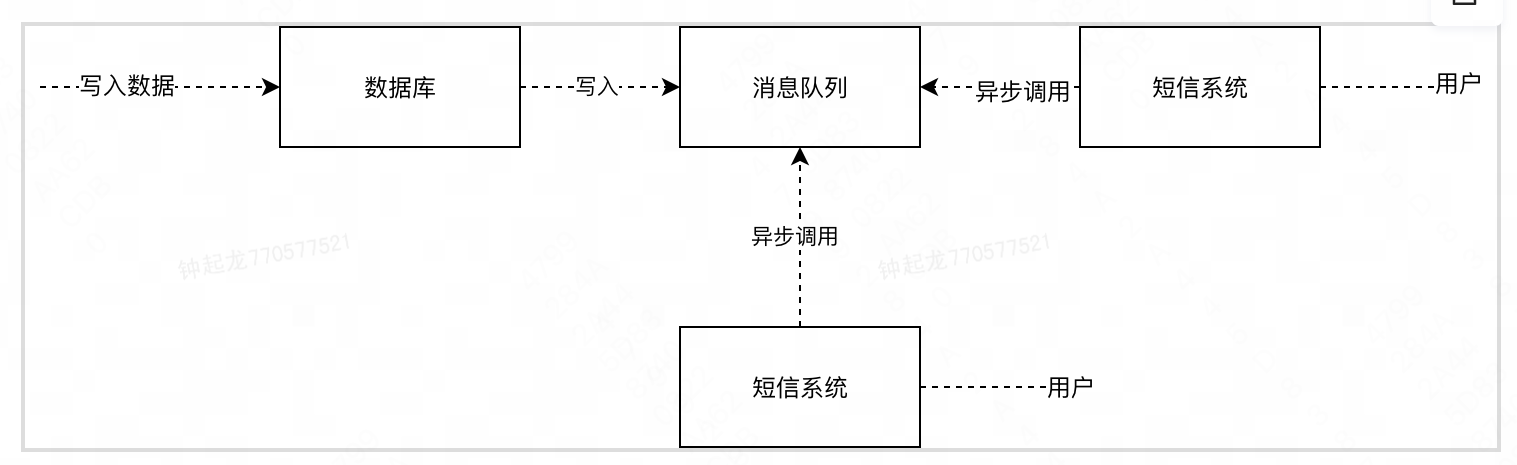 写入数据
数据库
写入
消息队列
异步调用
短信系统
用户
异步调用
钟起龙770577521
钟起龙770577521
短信系统
用户